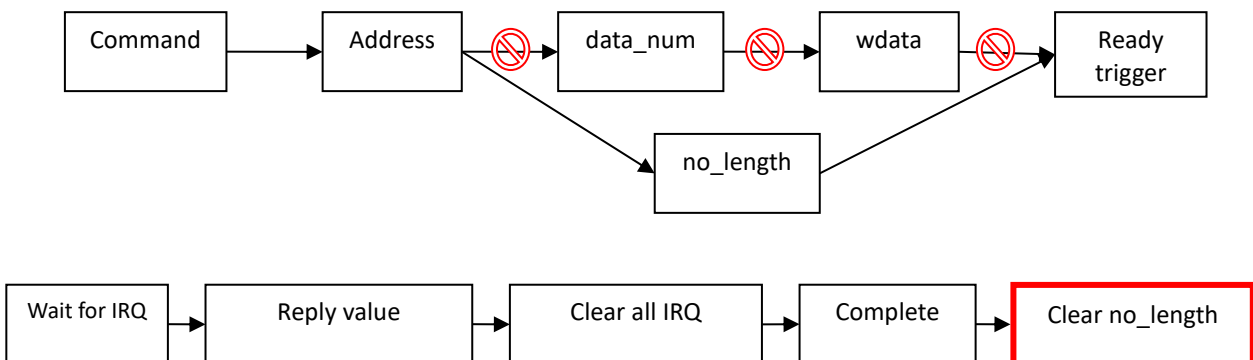 Command
Address
data_num
wdata
Ready
trigger
no_length
Wait for IRQ
Reply value
Clear all IRQ
Complete
Clear no_length